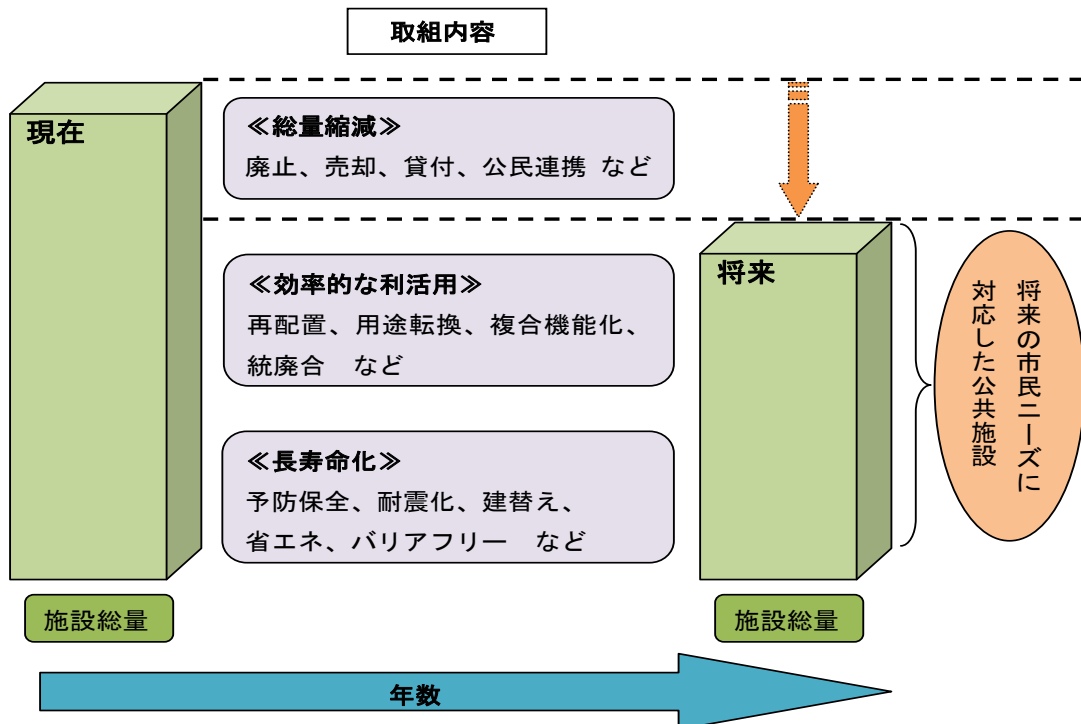 取組内容
現在
≪総量縮減≫
廃止、売却、貸付、公民連携 など
≪効率的な利活用≫
再配置、用途転換、複合機能化、
統廃合　など
≪長寿命化≫
予防保全、耐震化、建替え、
省エネ、バリアフリー　など
将来
将来の市民ニーズに
対応した公共施設
施設総量
施設総量
年数